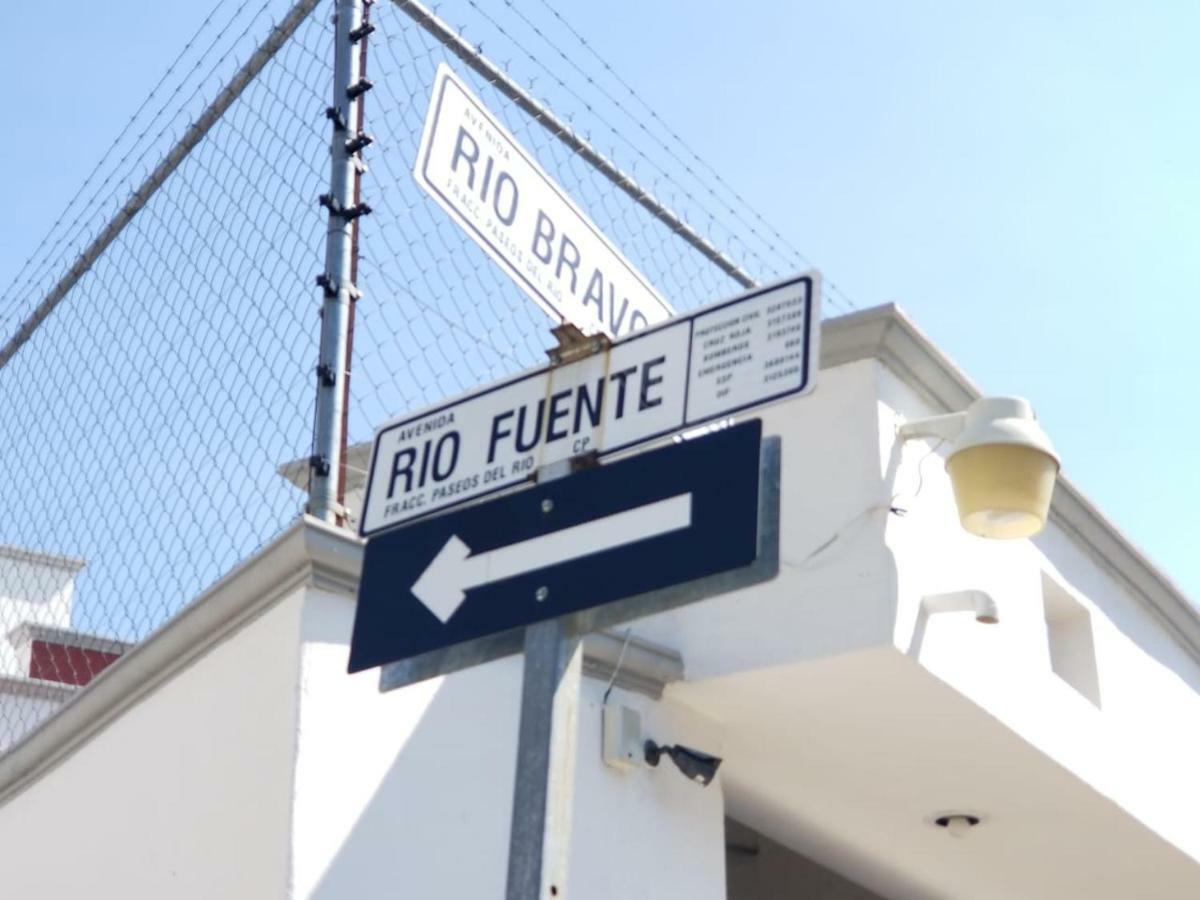 AVENIDA
RIO BRAVO
FRACC. PASEOS DEL RIO
AVENIDA
RIO FUENTE
FRACC. PASEOS DEL RIO CP
PROTECCION CIVIL
CRUZ ROJA
BOMBEROS
EMERGENCIA
SSP
DIF